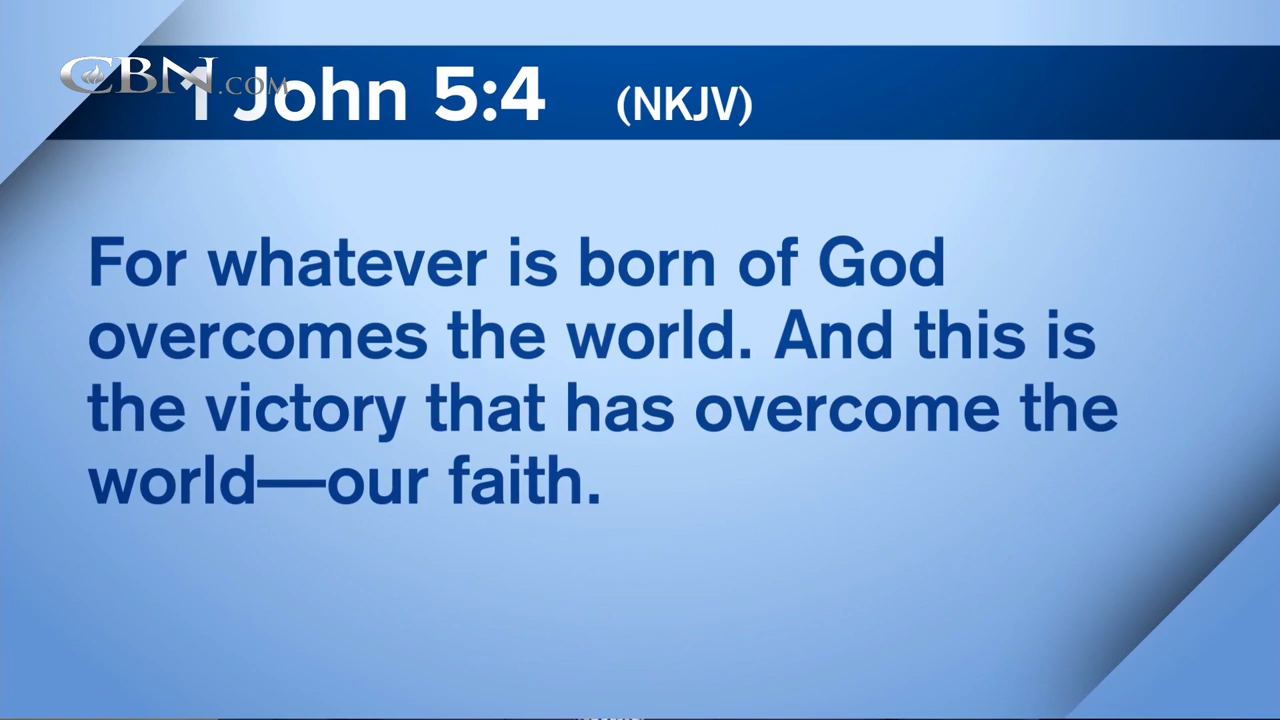 CBN.COM
1 John 5:4 (NKJV)
For whatever is born of God
overcomes the world. And this is
the victory that has overcome the
world—our faith.